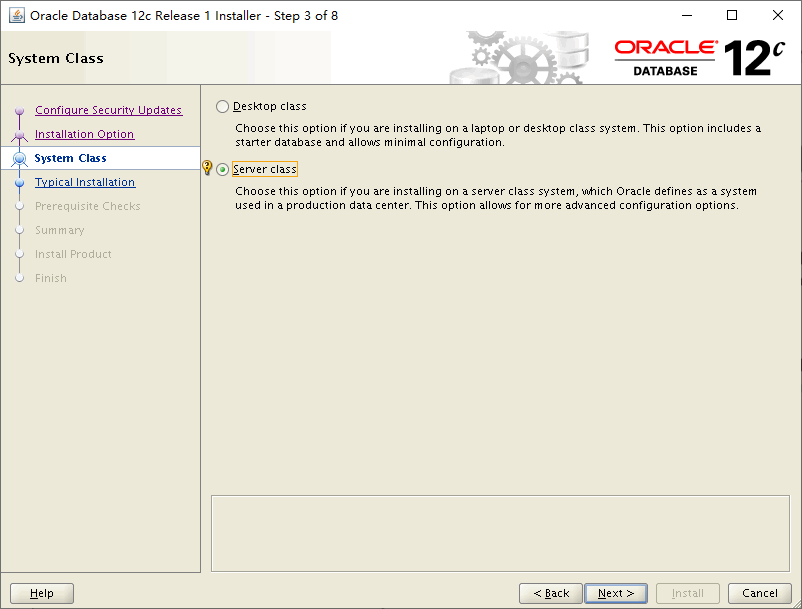 Oracle Database 12c Release 1 Installer - Step 3 of 8
System Class
ORACLE®
DATABASE
12c
Configure Security Updates
Installation Option
System Class
Typical Installation
Prerequisite Checks
Summary
Install Product
Finish
Desktop class
Choose this option if you are installing on a laptop or desktop class system. This option includes a
starter database and allows minimal configuration.
Server class
Choose this option if you are installing on a server class system, which Oracle defines as a system
used in a production data center. This option allows for more advanced configuration options.
Help
< Back
Next >
Install
Cancel